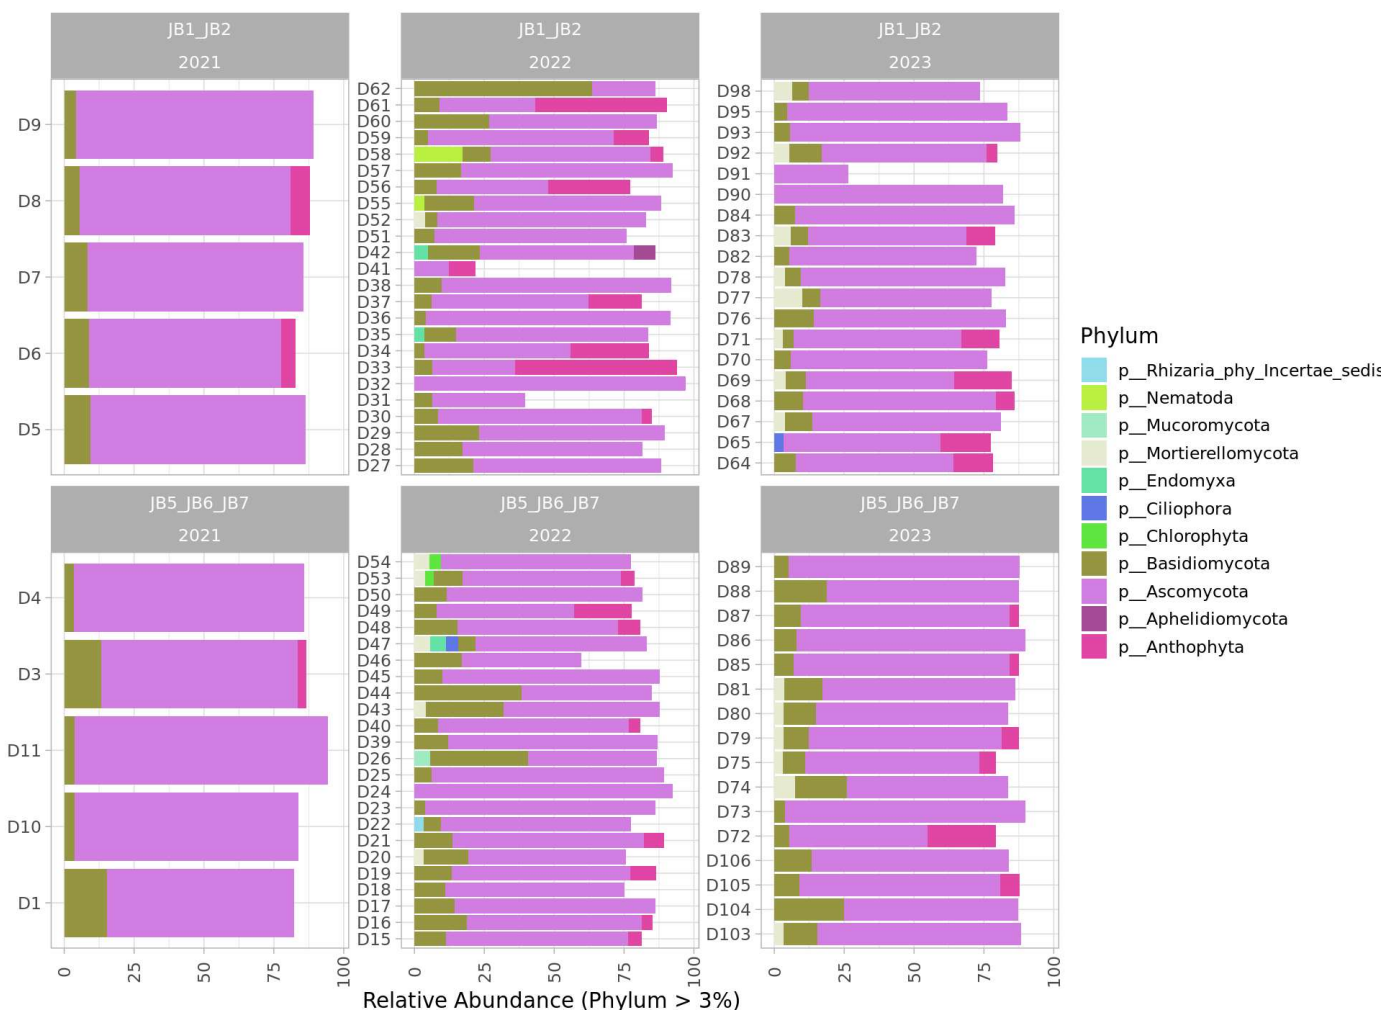 JB1_JB2
2021
JB1_JB2
2022
JB1_JB2
2023
D9
D8
D7
D6
D5
D62
D61
D60
D59
D58
D57
D56
D55
D52
D51
D42
D41
D38
D37
D36
D35
D34
D33
D32
D31
D30
D29
D28
D27
D98
D95
D93
D92
D91
D90
D84
D83
D82
D78
D77
D76
D71
D70
D69
D68
D67
D65
D64
JB5_JB6_JB7
2021
JB5_JB6_JB7
2022
JB5_JB6_JB7
2023
D4
D3
D11
D10
D1
D54
D53
D50
D49
D48
D47
D46
D45
D44
D43
D40
D39
D26
D25
D24
D23
D22
D21
D20
D19
D18
D17
D16
D15
D89
D88
D87
D86
D85
D81
D80
D79
D75
D74
D73
D72
D106
D105
D104
D103
0 25 50 75 100
0 25 50 75 100
0 25 50 75 100
Relative Abundance (Phylum > 3%)
Phylum
p__Rhizaria_phy_Incertae_sedis
p__Nematoda
p__Mucoromycota
p__Mortierellomycota
p__Endomyxa
p__Ciliophora
p__Chlorophyta
p__Basidiomycota
p__Ascomycota
p__Aphelidiomycota
p__Anthophyta